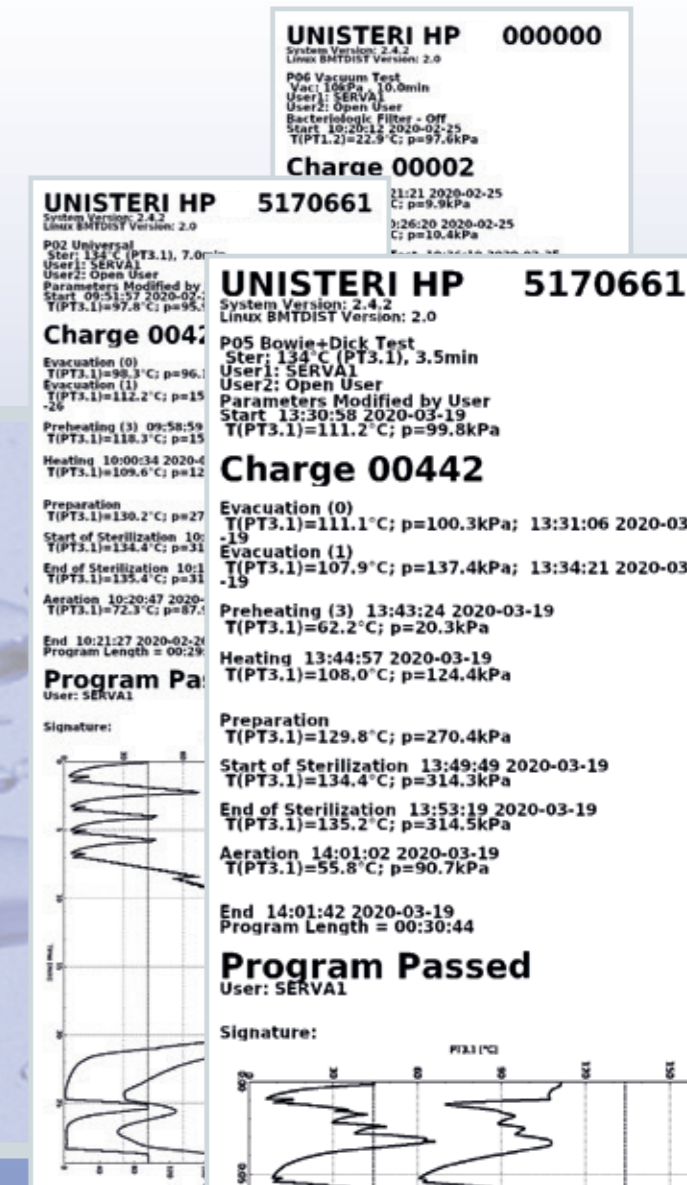 UNISTERI HP 000000
System Version: 2.4.2
Linux BMTDIST Version: 2.0
P06 Vacuum Test
Vac: 10kPa , 10.0min
User1: SERVA1
User2: Open User
Bacteriologic Filter - Off
Start 10:20:12 2020-02-25
T(PT1.2)=22.9°C; p=97.6kPa
Charge 00002
21:21 2020-02-25
C; p=9.9kPa
0:26:20 2020-02-25
C; p=10.4kPa
UNISTERI HP 5170661
System Version: 2.4.2
Linux BMTDIST Version: 2.0
P02 Universal
Ster: 134°C (PT3.1), 7.0
User1: SERVA1
User2: Open User
Parameters Modified by
Start 09:51:57 2020-02-
T(PT3.1)=97.8°C; p=95.
Charge 0042
Evacuation (0)
T(PT3.1)=98.3°C; p=96.
Evacuation (1)
T(PT3.1)=112.2°C; p=15
-26
Preheating (3) 09:58:59
T(PT3.1)=118.3°C; p=15
Heating 10:00:34 2020-
T(PT3.1)=109.6°C; p=12
Preparation
T(PT3.1)=130.2°C; p=27
Start of Sterilization 10:
T(PT3.1)=134.4°C; p=31
End of Sterilization 10:1
T(PT3.1)=135.4°C; p=31
Aeration 10:20:47 2020-
T(PT3.1)=72.3°C; p=87.
End 10:21:27 2020-02-2
Program Length = 00:29
Program Pa
User: SERVA1
Signature:
Time [min]
UNISTERI HP 5170661
System Version: 2.4.2
Linux BMTDIST Version: 2.0
P05 Bowie+Dick Test
Ster: 134°C (PT3.1), 3.5min
User1: SERVA1
User2: Open User
Parameters Modified by User
Start 13:30:58 2020-03-19
T(PT3.1)=111.2°C; p=99.8kPa
Charge 00442
Evacuation (0)
T(PT3.1)=111.1°C; p=100.3kPa; 13:31:06 2020-03
-19
Evacuation (1)
T(PT3.1)=107.9°C; p=137.4kPa; 13:34:21 2020-03
-19
Preheating (3) 13:43:24 2020-03-19
T(PT3.1)=62.2°C; p=20.3kPa
Heating 13:44:57 2020-03-19
T(PT3.1)=108.0°C; p=124.4kPa
Preparation
T(PT3.1)=129.8°C; p=270.4kPa
Start of Sterilization 13:49:49 2020-03-19
T(PT3.1)=134.4°C; p=314.3kPa
End of Sterilization 13:53:19 2020-03-19
T(PT3.1)=135.2°C; p=314.5kPa
Aeration 14:01:02 2020-03-19
T(PT3.1)=55.8°C; p=90.7kPa
End 14:01:42 2020-03-19
Program Length = 00:30:44
Program Passed
User: SERVA1
Signature:
PT3.1 [°C]
0 30 90 120 150
0:00
0:05